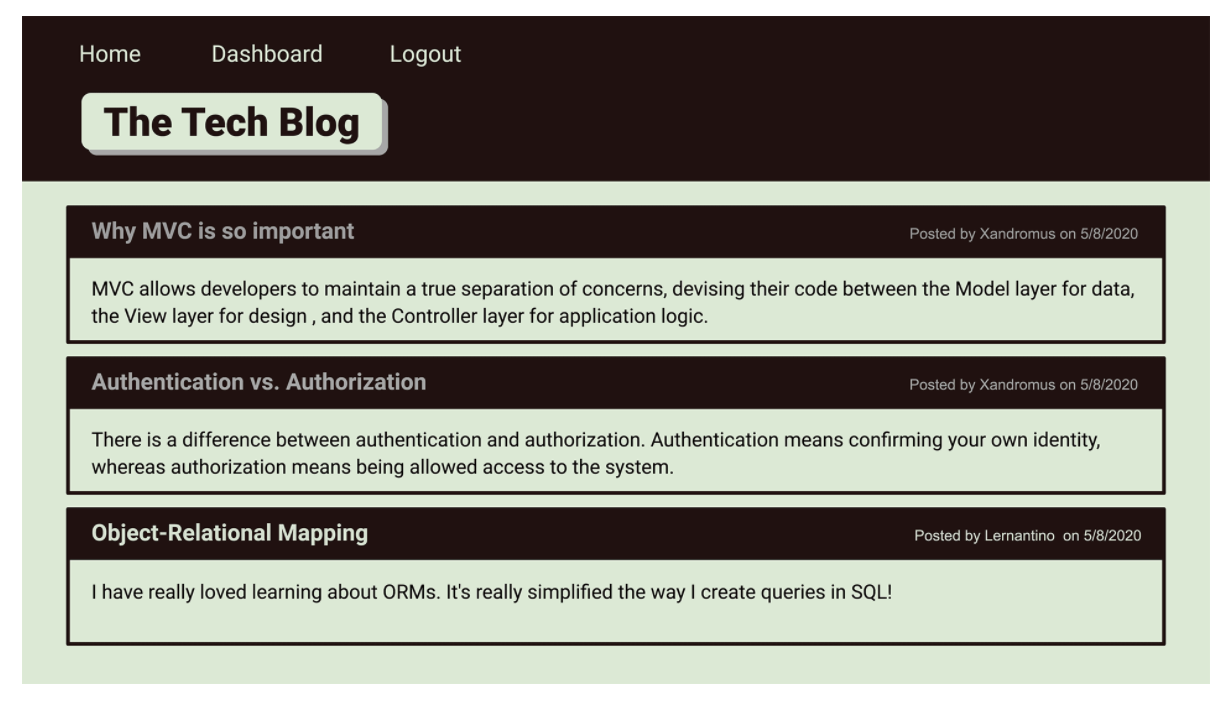 Home Dashboard Logout
The Tech Blog
Why MVC is so important Posted by Xandromus on 5/8/2020
MVC allows developers to maintain a true separation of concerns, devising their code between the Model layer for data,
the View layer for design , and the Controller layer for application logic.
Authentication vs. Authorization Posted by Xandromus on 5/8/2020
There is a difference between authentication and authorization. Authentication means confirming your own identity,
whereas authorization means being allowed access to the system.
Object-Relational Mapping Posted by Lernantino on 5/8/2020
I have really loved learning about ORMs. It's really simplified the way I create queries in SQL!